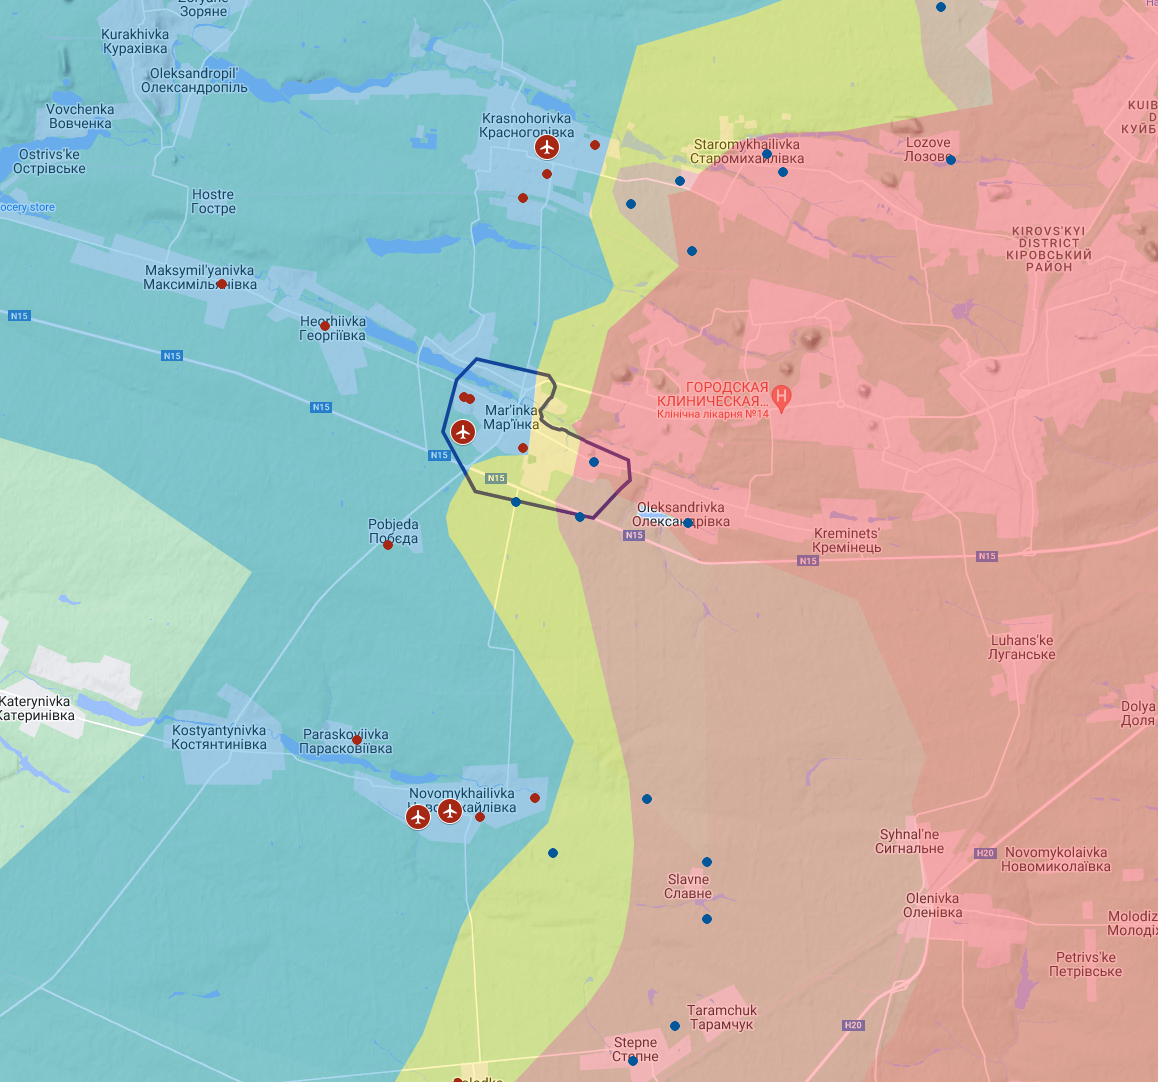 Zoryane
Зоряне
Kurakhivka
Курахівка
Oleksandropil'
Олександропіль
Vovchenka
Вовченка
Krasnohorivka
Красногорівка
KUIB
D
КУЙБ
Ostrivs'ke
Острівське
Staromykhailivka
Старомихайлівка
Lozove
Лозове
Hostre
Гостре
ocery store
KIROVS'KYI
DISTRICT
КІРОВСЬКИЙ
РАЙОН
Maksymil'yanivka
Максимільянівка
N15
Heorhiivka
Георгіївка
N15
ГОРОДСКАЯ
КЛИНИЧЕСКАЯ...
Клінічна лікарня №14
H
N15
Mar'inka
Мар'їнка
N15
N15
Pobjeda
Побєда
Oleksandrivka
Олександрівка
N15
Kreminets'
Кремінець
N15
N15
Luhans'ke
Луганське
Katerynivka
Катеринівка
Dolya
Доля
Kostyantynivka
Костянтинівка
Paraskoviivka
Парасковіївка
Novomykhailivka
Новомихайлівка
Syhnal'ne
Сигнальне
H20
Novomykolaivka
Новомиколаївка
Slavne
Славне
Olenivka
Оленівка
Molodiz
Молодіж
Petrivs'ke
Петрівське
Taramchuk
Тарамчук
H20
Stepne
Степне